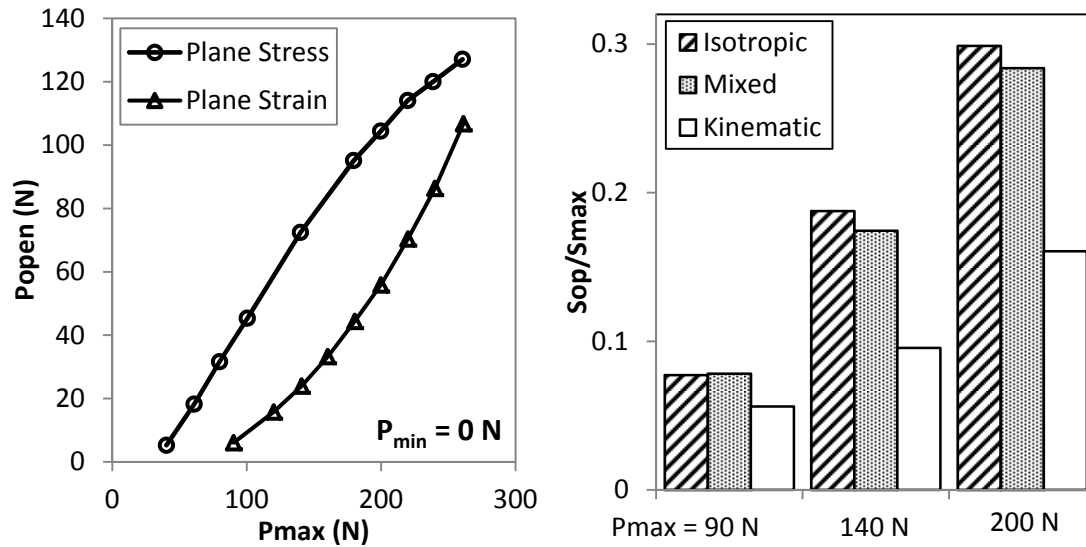 140
120
100
80
60
40
20
0
Popen (N)
Plane Stress
Plane Strain
P min = 0 N
0 100 200 300
Pmax (N)
0.3
0.2
0.1
0
Sop/Smax
Isotropic
Mixed
Kinematic
Pmax = 90 N 140 N 200 N